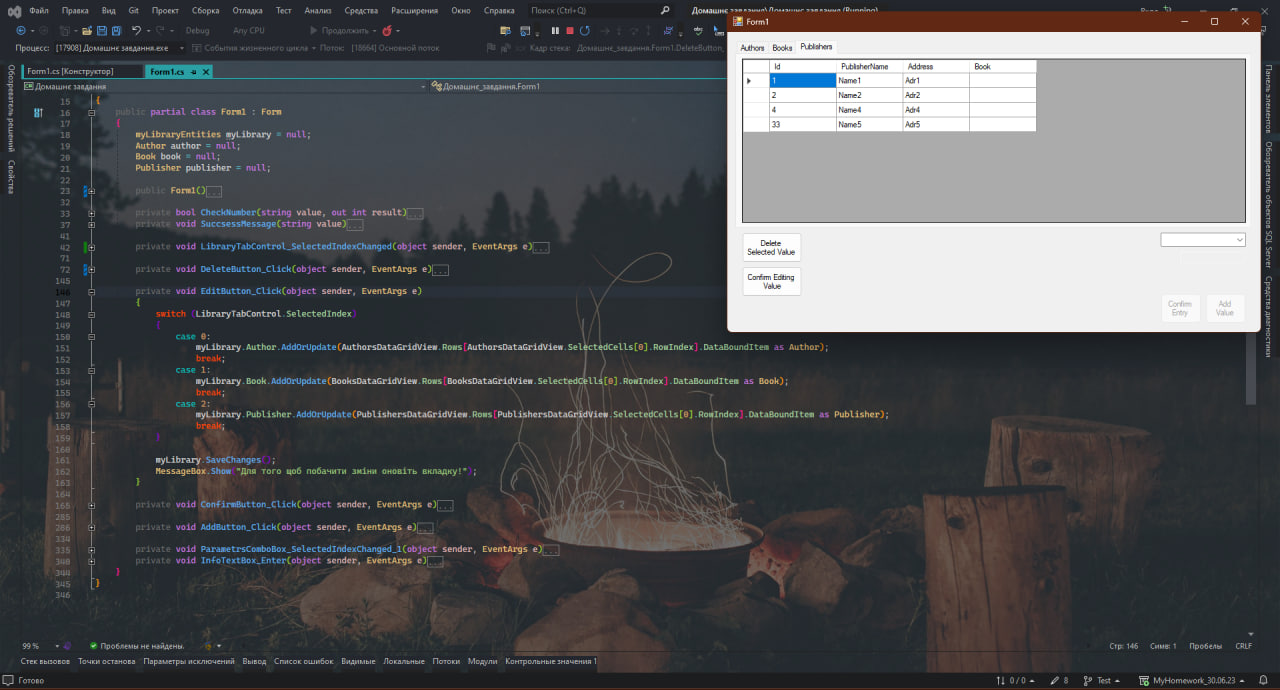 Файл Правка Вид Git Проект Сборка Отладка Тест Анализ Средства Расширения Окно Справка Поиск (Ctrl+Q)
Debug Any CPU Продолжить
Процесс: [17908] Домашнє завдання.exe События жизненного цикла Поток: [18664] Основной поток Кадр стека: Домашнє_завдання.Form1.DeleteButton_
Form1.cs [Конструктор] Form1.cs
Домашнє завдання Домашнє_завдання.Form1
Обозреватель решений
Свойства
15 {
16 public partial class Form1 : Form
17 {
18 myLibraryEntities myLibrary = null;
19 Author author = null;
20 Book book = null;
21 Publisher publisher = null;
22
23 public Form1()...
32
33 private bool CheckNumber(string value, out int result)...
37 private void SuccsessMessage(string value)...
41
42 private void LibraryTabControl_SelectedIndexChanged(object sender, EventArgs e)...
71
72 private void DeleteButton_Click(object sender, EventArgs e)...
145
146 private void EditButton_Click(object sender, EventArgs e)
147 {
148 switch (LibraryTabControl.SelectedIndex)
149 {
150 case 0:
151 myLibrary.Author.AddOrUpdate(AuthorsDataGridView.Rows[AuthorsDataGridView.SelectedCells[0].RowIndex].DataBoundItem as Author);
152 break;
153 case 1:
154 myLibrary.Book.AddOrUpdate(BooksDataGridView.Rows[BooksDataGridView.SelectedCells[0].RowIndex].DataBoundItem as Book);
155 break;
156 case 2:
157 myLibrary.Publisher.AddOrUpdate(PublishersDataGridView.Rows[PublishersDataGridView.SelectedCells[0].RowIndex].DataBoundItem as Publisher);
158 break;
159 }
160
161 myLibrary.SaveChanges();
162 MessageBox.Show("Для того щоб побачити зміни оновіть вкладку!");
163 }
164
165 private void ConfirmButton_Click(object sender, EventArgs e)...
285
286 private void AddButton_Click(object sender, EventArgs e)...
334
335 private void ParametrsComboBox_SelectedIndexChanged_1(object sender, EventArgs e)...
340 private void InfoTextBox_Enter(object sender, EventArgs e)...
344 }
345 }
346
Form1
Authors Books Publishers
Id PublisherName Address Book
1 Name1 Adr1
2 Name2 Adr2
4 Name4 Adr4
33 Name5 Adr5
Delete
Selected Value
Confirm Editing
Value
Confirm
Entry
Add
Value
Панель элементов
Обозреватель объектов SQL Server
Средства диагностики
99 % Проблемы не найдены. Стр: 146 Симв: 1 Пробелы CRLF
Стек вызовов Точки останова Параметры исключений Вывод Список ошибок Видимые Локальные Потоки Модули Контрольные значения 1
Готово 0 / 0 8 Test MyHomework_30.06.23